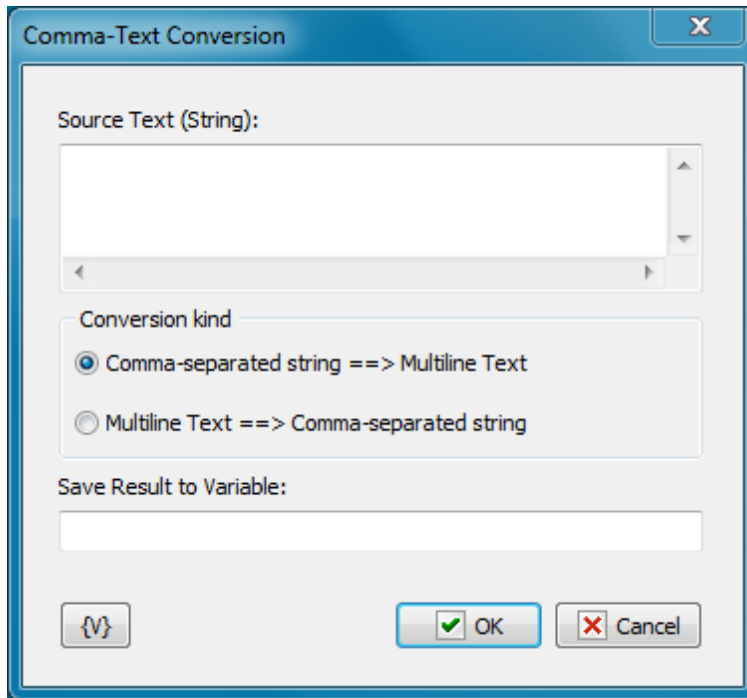 Comma-Text Conversion
Source Text (String):
Conversion kind
Comma-separated string ==> Multiline Text
Multiline Text ==> Comma-separated string
Save Result to Variable:
{V}
OK
Cancel